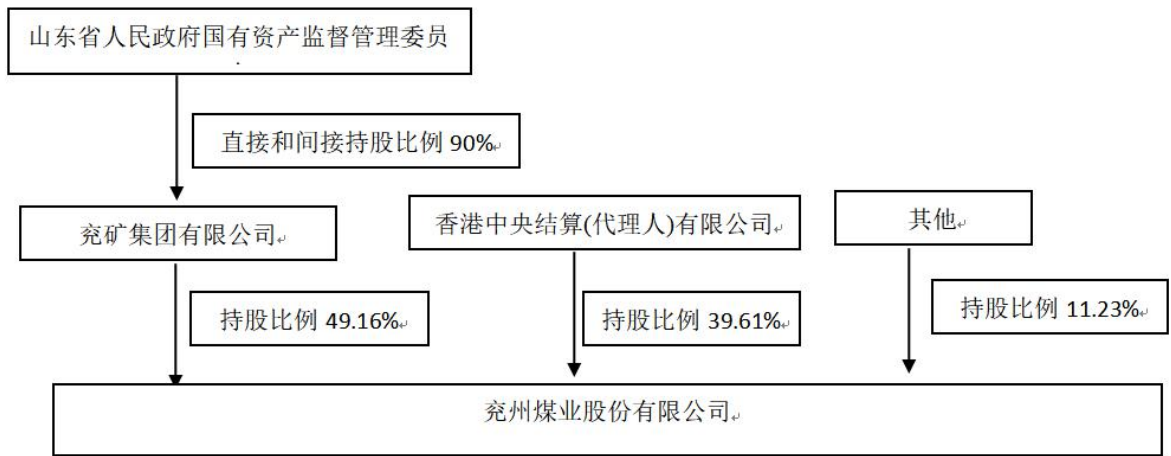 山东省人民政府国有资产监督管理委员
.
直接和间接持股比例 90%
兖矿集团有限公司
香港中央结算(代理人)有限公司
其他
持股比例 49.16%
持股比例 39.61%
持股比例 11.23%
兖州煤业股份有限公司